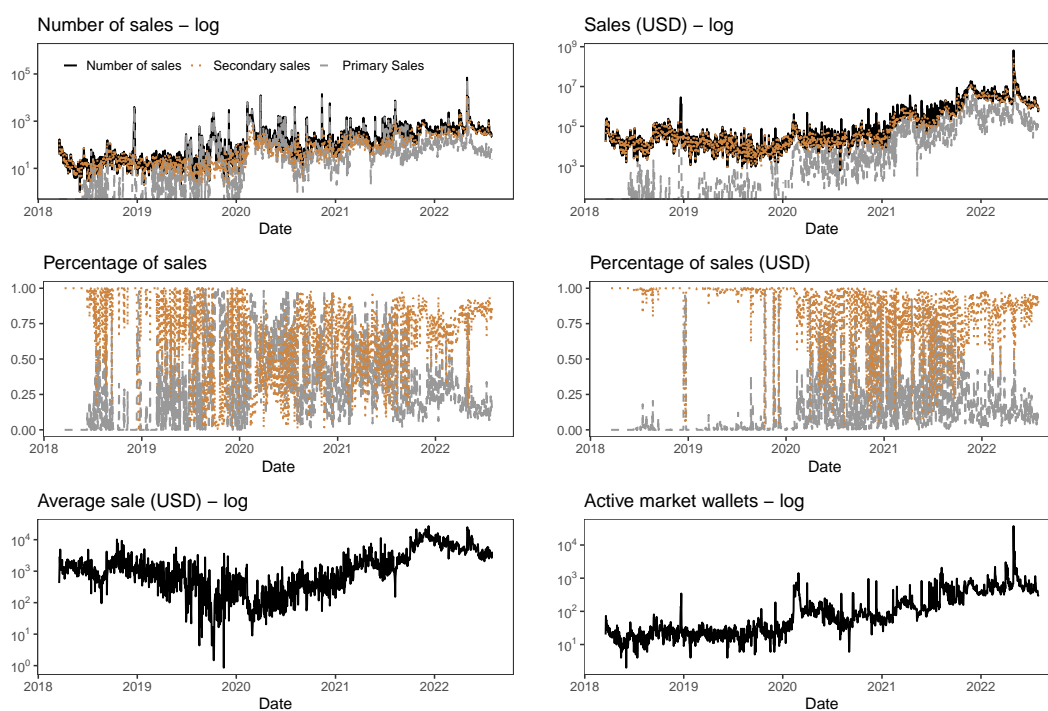 Number of sales – log
Number of sales Secondary sales Primary Sales
10^5
10^3
10^1
2018 2019 2020 2021 2022
Date
Sales (USD) – log
10^9
10^7
10^5
10^3
2018 2019 2020 2021 2022
Date
Percentage of sales
1.00
0.75
0.50
0.25
0.00
2018 2019 2020 2021 2022
Date
Percentage of sales (USD)
1.00
0.75
0.50
0.25
0.00
2018 2019 2020 2021 2022
Date
Average sale (USD) – log
10^4
10^3
10^2
10^1
10^0
2018 2019 2020 2021 2022
Date
Active market wallets – log
10^4
10^3
10^2
10^1
2018 2019 2020 2021 2022
Date